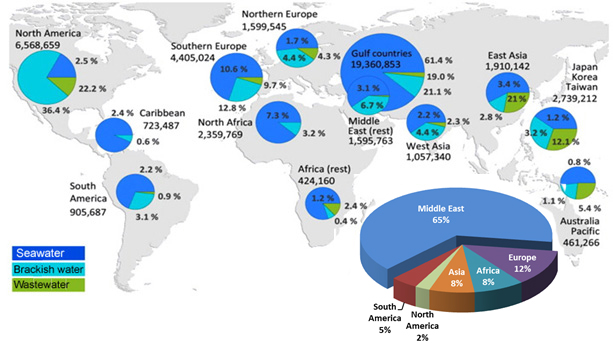 North America
6,568,659
2.5 %
22.2 %
36.4 %
Northern Europe
1,599,545
1.7 %
4.3 %
4.4 %
Southern Europe
4,405,024
10.6 %
9.7 %
12.8 %
Gulf countries
19,360,853
61.4 %
19.0 %
21.1 %
3.1 %
6.7 %
Middle
East (rest)
1,595,763
East Asia
1,910,142
3.4 %
21 %
2.8 %
Japan
Korea
Taiwan
2,739,212
1.2 %
3.2 %
12.1 %
Caribbean
723,487
2.4 %
0.6 %
North Africa
2,359,769
7.3 %
3.2 %
West Asia
1,057,340
2.2 %
2.3 %
4.4 %
South
America
905,687
2.2 %
0.9 %
3.1 %
Africa (rest)
424,160
1.2 %
2.4 %
0.4 %
0.8 %
1.1 %
5.4 %
Australia
Pacific
461,266
Seawater
Brackish water
Wastewater
Middle East
65%
Europe
12%
Africa
8%
Asia
8%
North
America
2%
South
America
5%